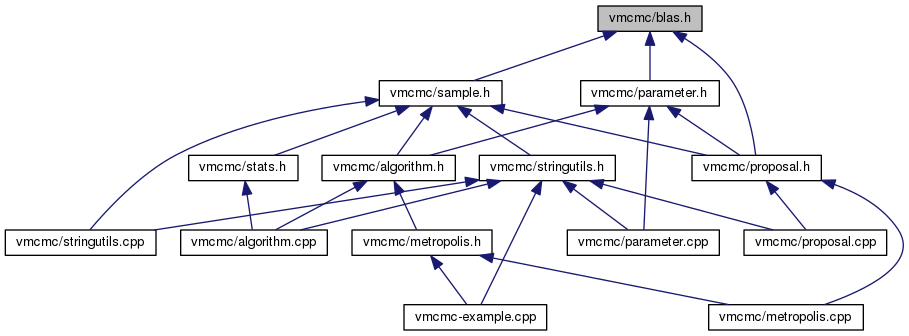 vmcmc/blas.h
vmcmc/sample.h
vmcmc/parameter.h
vmcmc/stats.h
vmcmc/algorithm.h
vmcmc/stringutils.h
vmcmc/proposal.h
vmcmc/stringutils.cpp
vmcmc/algorithm.cpp
vmcmc/metropolis.h
vmcmc/parameter.cpp
vmcmc/proposal.cpp
vmcmc-example.cpp
vmcmc/metropolis.cpp